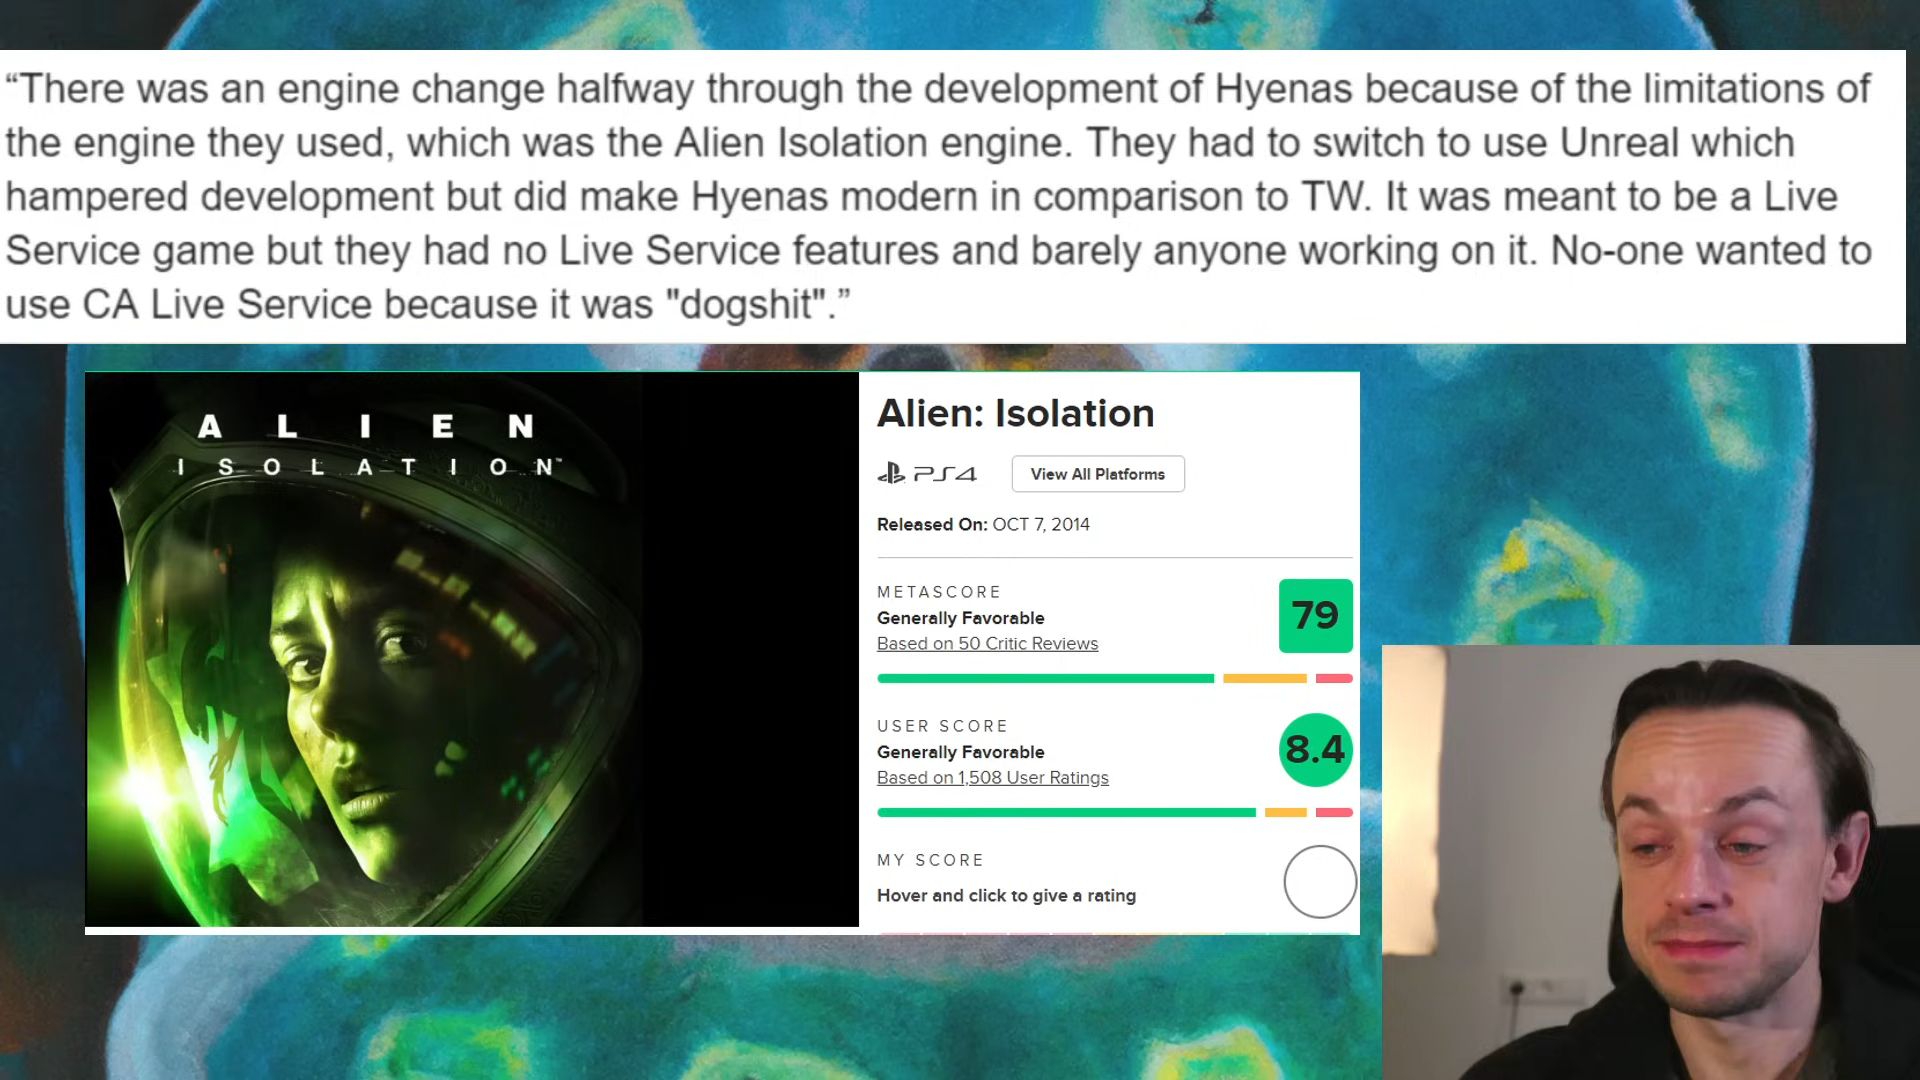 “There was an engine change halfway through the development of Hyenas because of the limitations of
the engine they used, which was the Alien Isolation engine. They had to switch to use Unreal which
hampered development but did make Hyenas modern in comparison to TW. It was meant to be a Live
Service game but they had no Live Service features and barely anyone working on it. No-one wanted to
use CA Live Service because it was "dogshit".”
ALIEN
ISOLATION™
Alien: Isolation
PS4
View All Platforms
Released On: OCT 7, 2014
METASCORE
Generally Favorable
Based on 50 Critic Reviews
79
USER SCORE
Generally Favorable
Based on 1,508 User Ratings
8.4
MY SCORE
Hover and click to give a rating